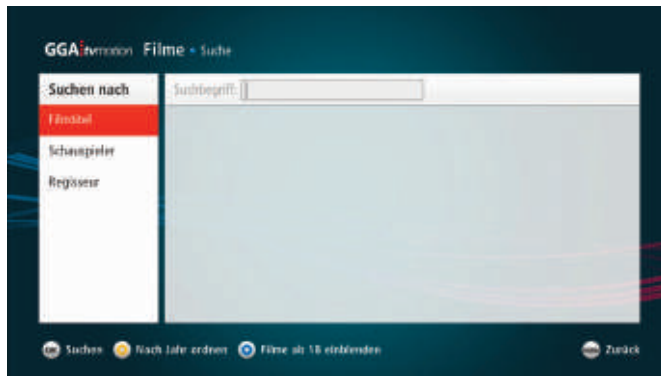 GGA tvmotion Filme • Suche
Suchen nach
Suchbegriff:
Filmtitel
Schauspieler
Regisseur
OK Suchen Nach Jahr ordnen Filme ab 18 einblenden Zurück